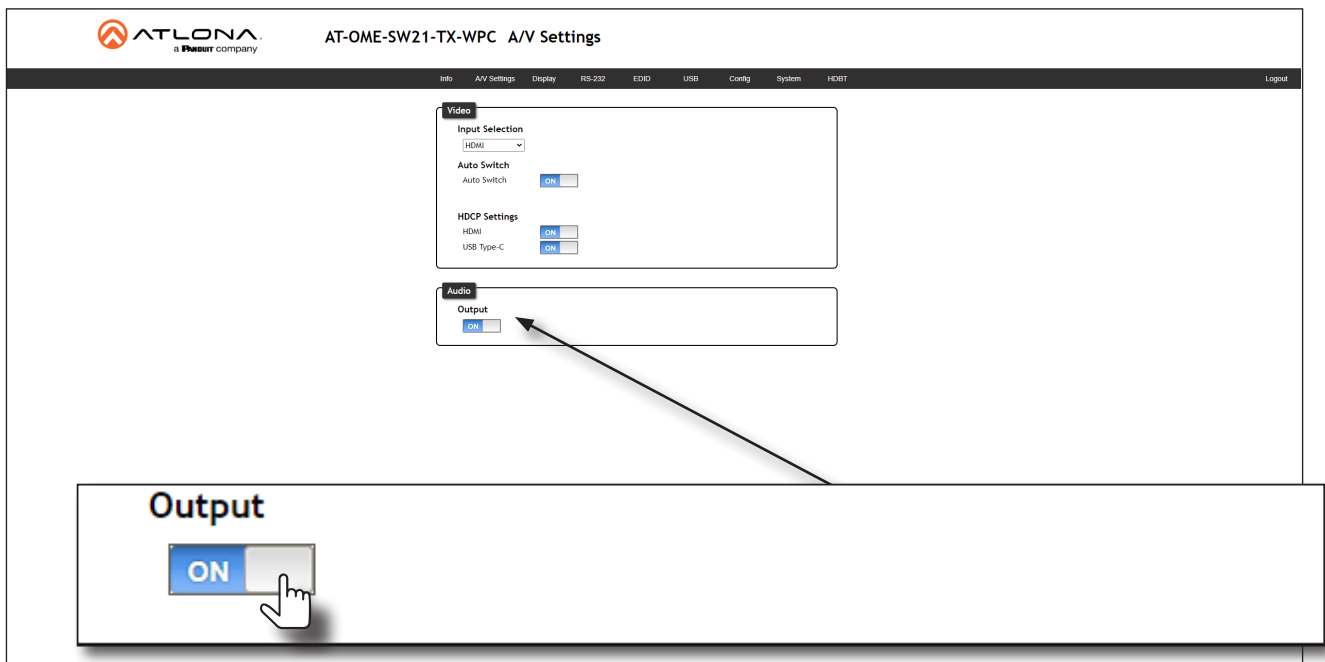 ATLONA.
a PANDUIT company
AT-OME-SW21-TX-WPC A/V Settings
Info A/V Settings Display RS-232 EDID USB Config System HDBT Logout
Video
Input Selection
HDMI
Auto Switch
Auto Switch ON
HDCP Settings
HDMI ON
USB Type-C ON
Audio
Output
ON
Output
ON